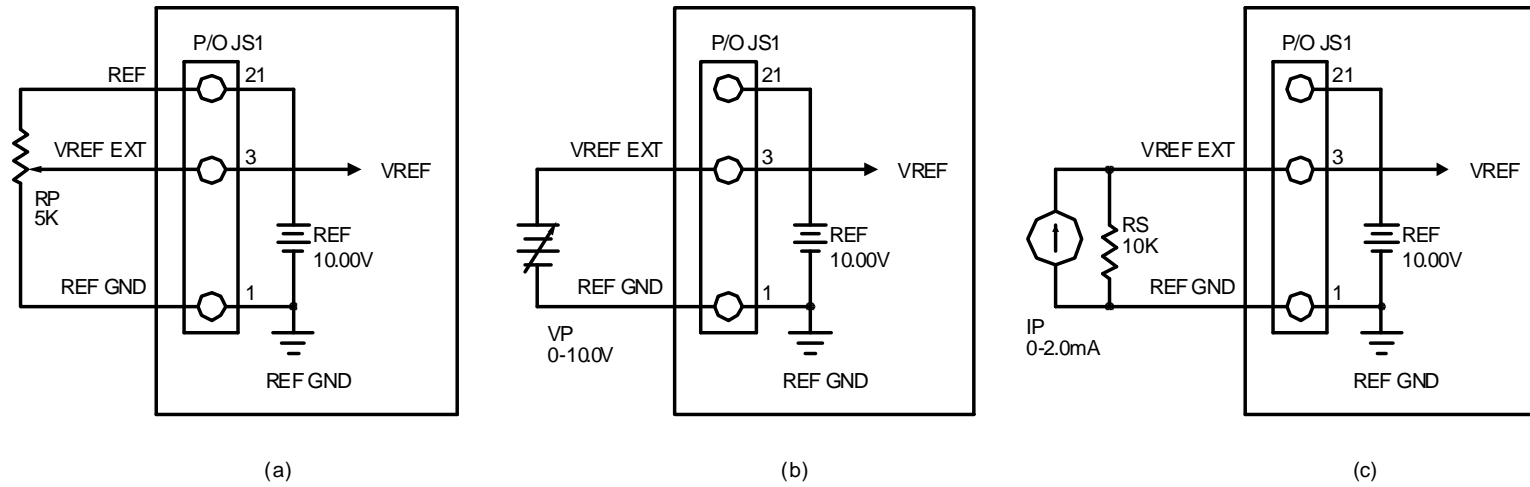 P/O JS1
REF
21
VREF EXT
3
VREF
RP
5K
REF
10.00V
REF GND
1
REF GND
(a)
P/O JS1
21
VREF EXT
3
VREF
REF
10.00V
REF GND
1
VP
0-10.0V
REF GND
(b)
P/O JS1
21
VREF EXT
3
VREF
RS
10K
REF
10.00V
REF GND
1
IP
0-2.0mA
REF GND
(c)